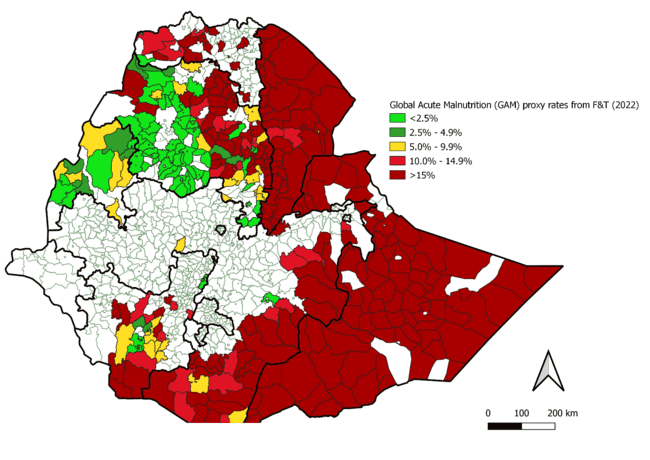 Global Acute Malnutrition (GAM) proxy rates from F&T (2022)
<2.5%
2.5% - 4.9%
5.0% - 9.9%
10.0% - 14.9%
>15%
0 100 200 km